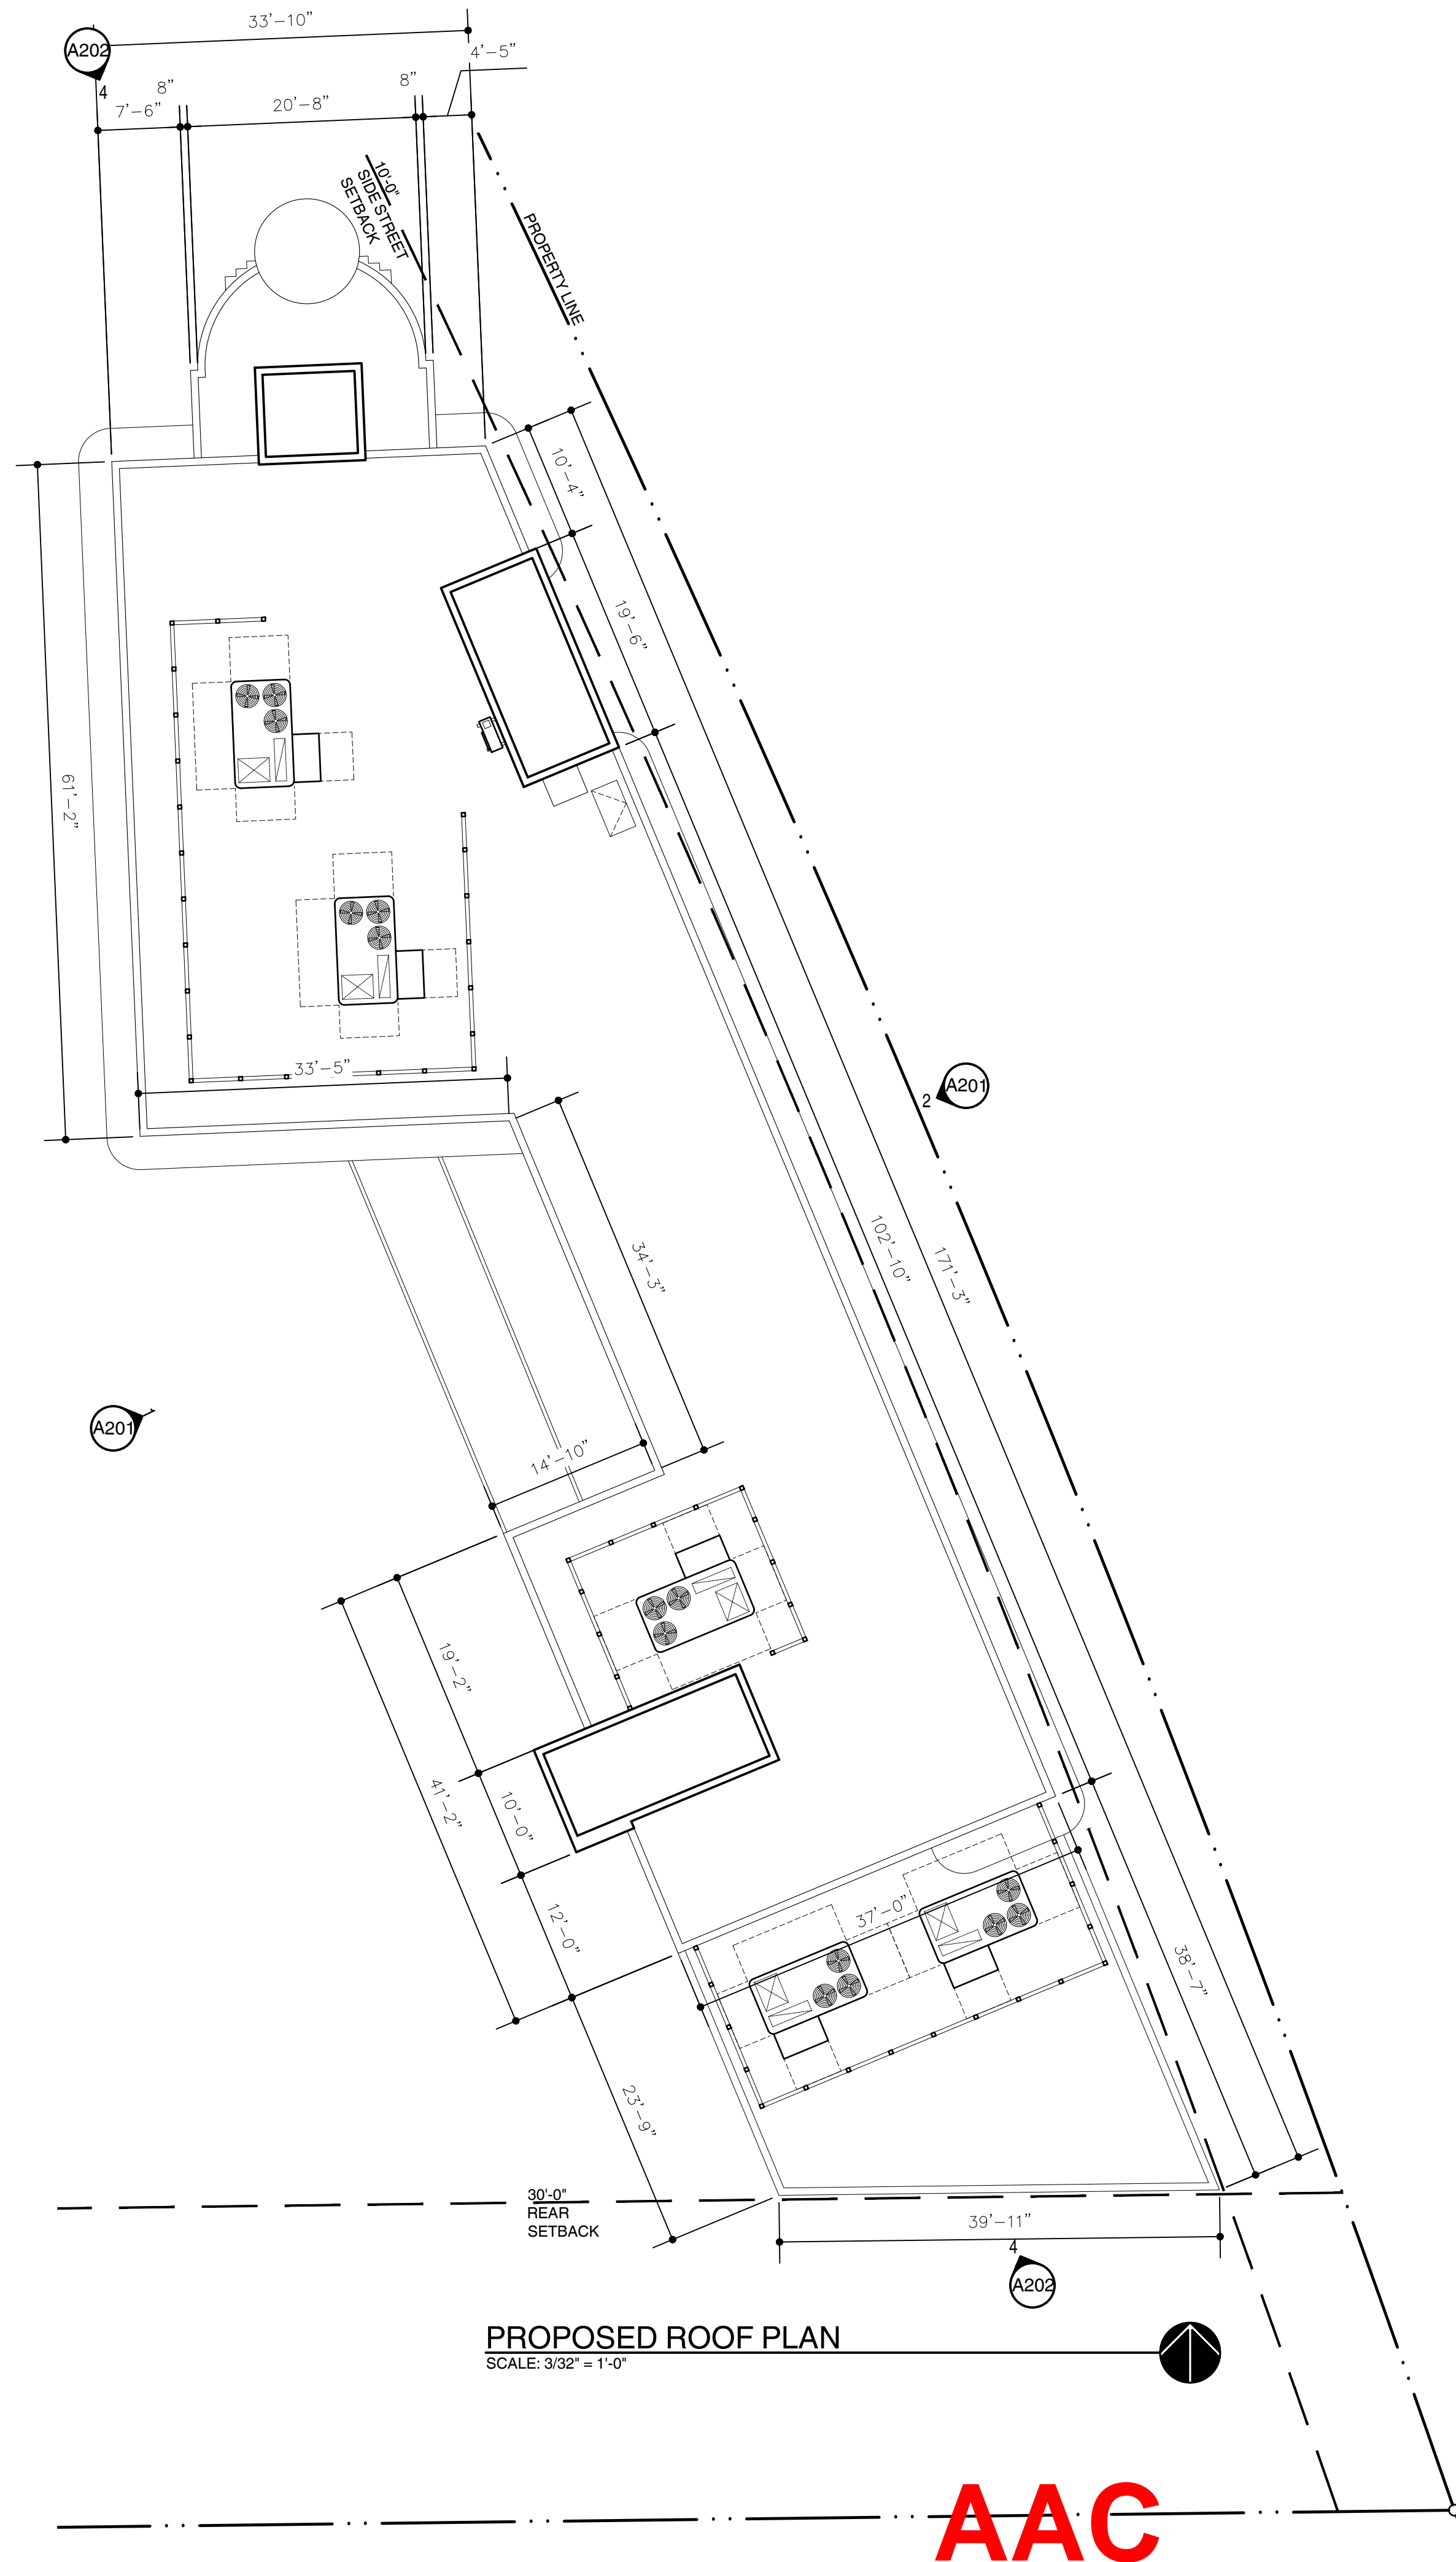 33'-10"
A202
4
4'-5"
8"
8"
7'-6"
20'-8"
10'-0"
SIDE STREET
SETBACK
PROPERTY LINE
10'-4"
19'-6"
61'-2"
33'-5"
A201
2
34'-3"
102'-10"
171'-3"
A201
1
14'-10"
19'-2"
41'-2"
10'-0"
12'-0"
37'-0"
38'-7"
23'-9"
30'-0"
REAR
SETBACK
39'-11"
4
A202
PROPOSED ROOF PLAN
SCALE: 3/32" = 1'-0"
AAC